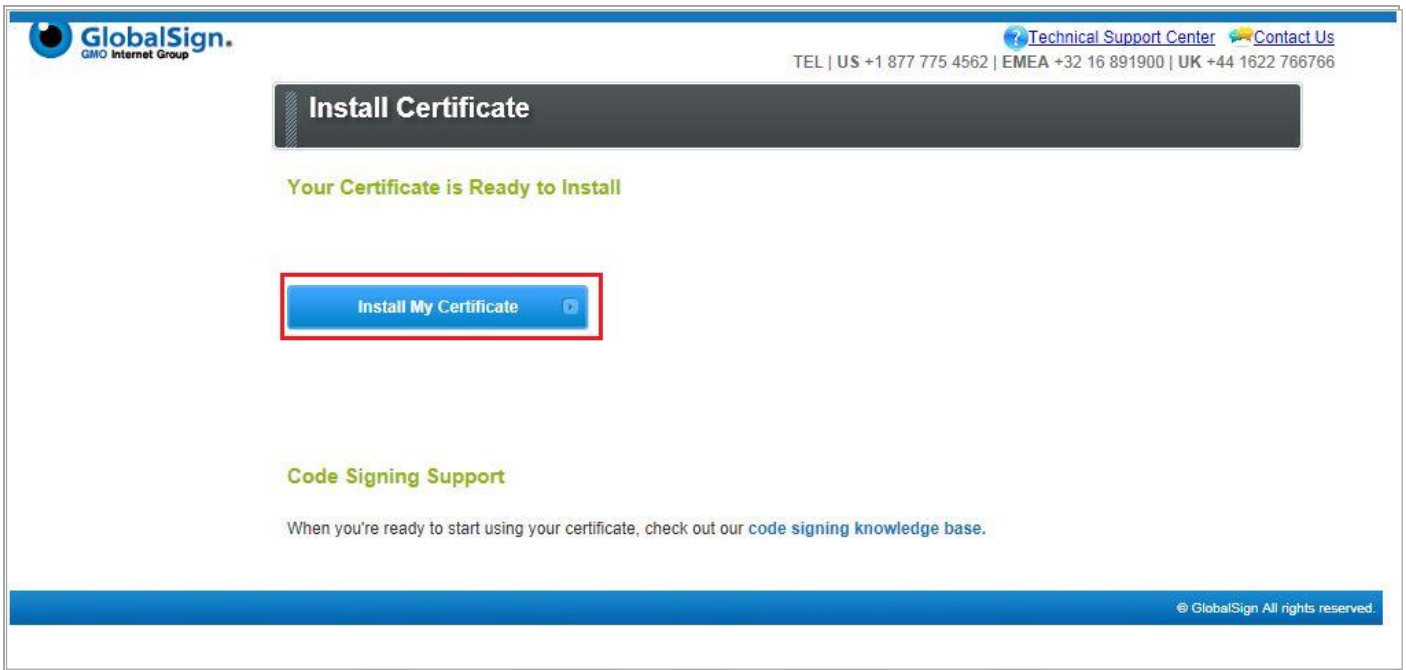 GlobalSign.
GMO Internet Group
Technical Support Center Contact Us
TEL | US +1 877 775 4562 | EMEA +32 16 891900 | UK +44 1622 766766
Install Certificate
Your Certificate is Ready to Install
Install My Certificate
Code Signing Support
When you're ready to start using your certificate, check out our code signing knowledge base.
© GlobalSign All rights reserved.